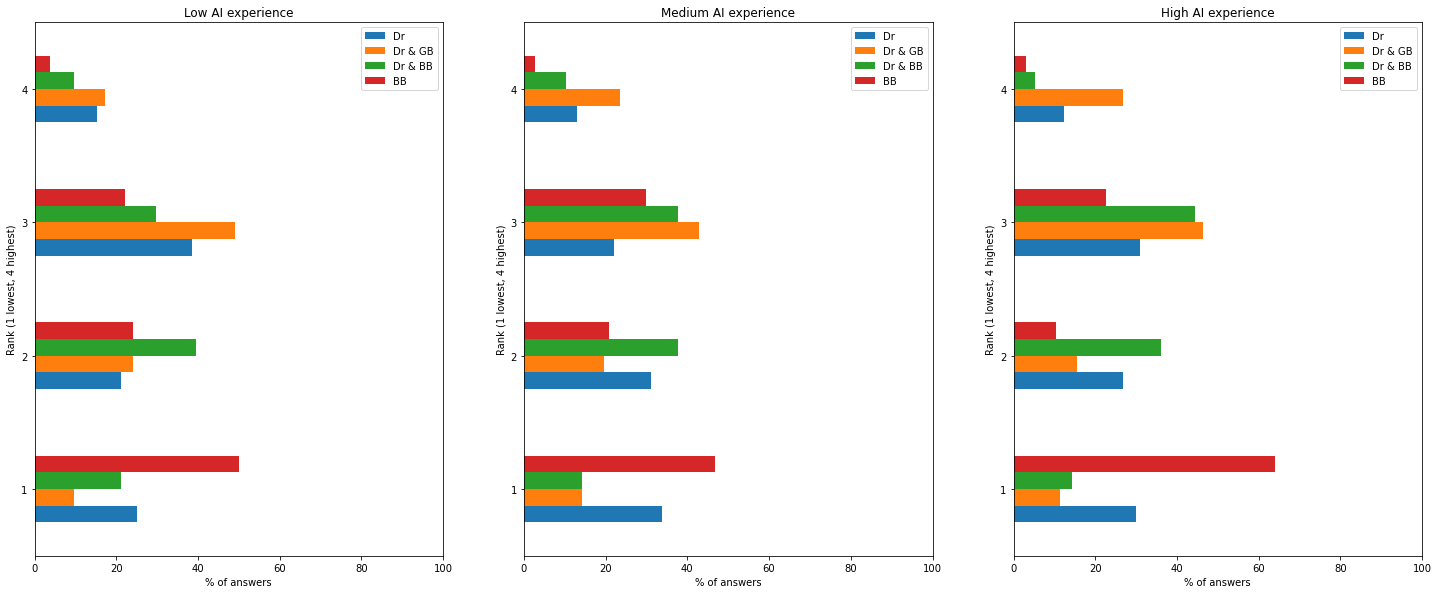 Low AI experience
Dr
Dr & GB
Dr & BB
BB
4
3
2
1
Rank (1 lowest, 4 highest)
0 20 40 60 80 100
% of answers
Medium AI experience
Dr
Dr & GB
Dr & BB
BB
4
3
2
1
Rank (1 lowest, 4 highest)
0 20 40 60 80 100
% of answers
High AI experience
Dr
Dr & GB
Dr & BB
BB
4
3
2
1
Rank (1 lowest, 4 highest)
0 20 40 60 80 100
% of answers